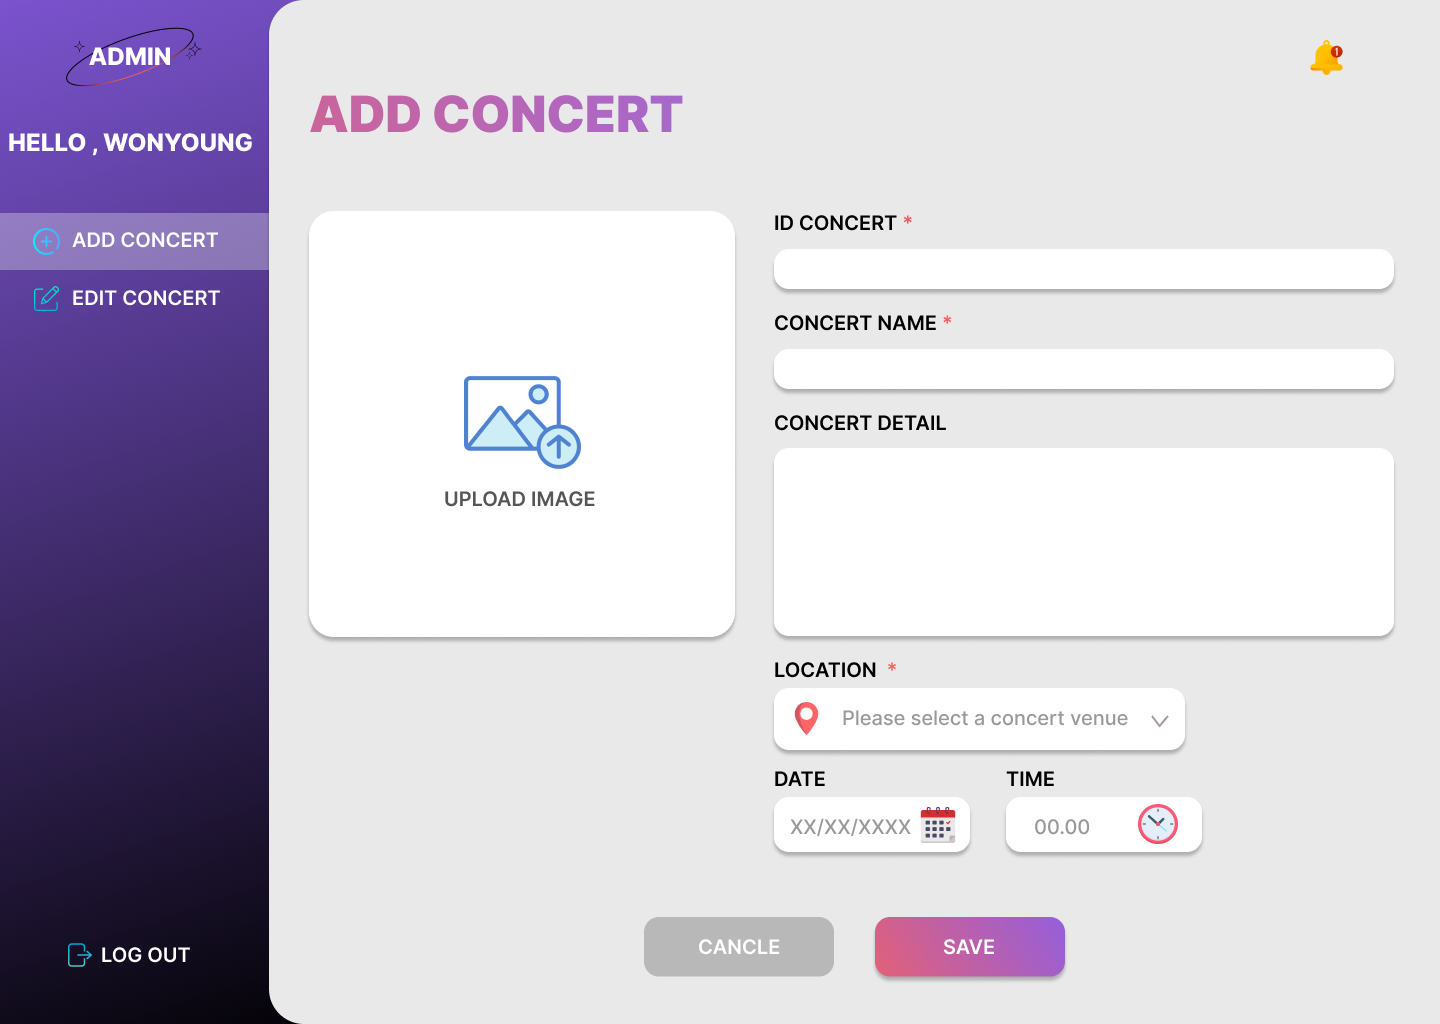 ADMIN
HELLO , WONYOUNG
ADD CONCERT
EDIT CONCERT
LOG OUT
1
ADD CONCERT
UPLOAD IMAGE
ID CONCERT *
CONCERT NAME *
CONCERT DETAIL
LOCATION *
Please select a concert venue
DATE
TIME
XX/XX/XXXX
00.00
CANCLE
SAVE